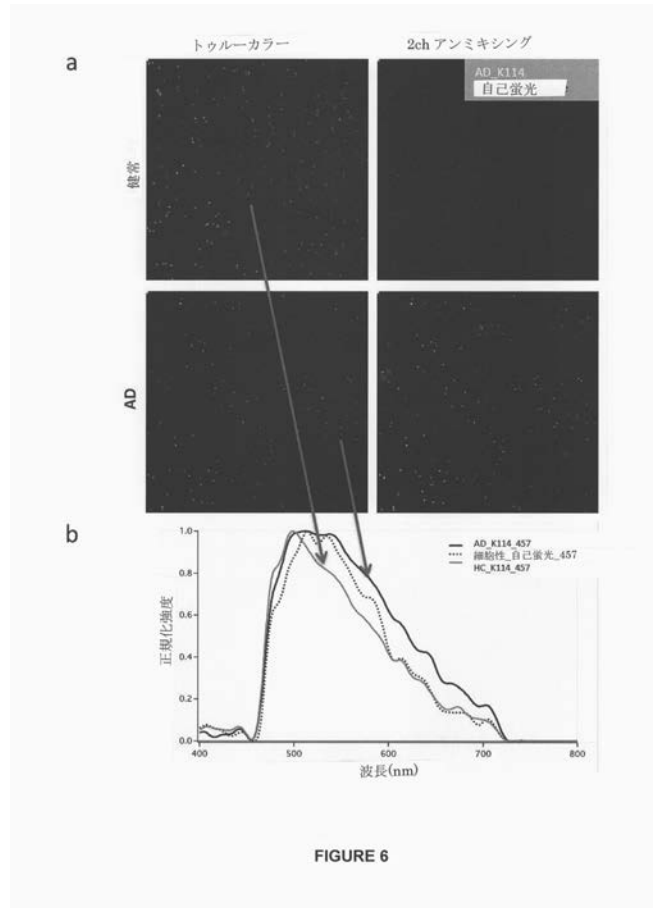 トゥルーカラー
2ch アンミキシング
a
AD_K114
自己蛍光
健常
AD
b
1.0
0.8
0.6
0.4
0.2
0.0
正規化強度
AD_K114_457
細胞性_自己蛍光_457
HC_K114_457
400
500
600
700
800
波長(nm)
FIGURE 6